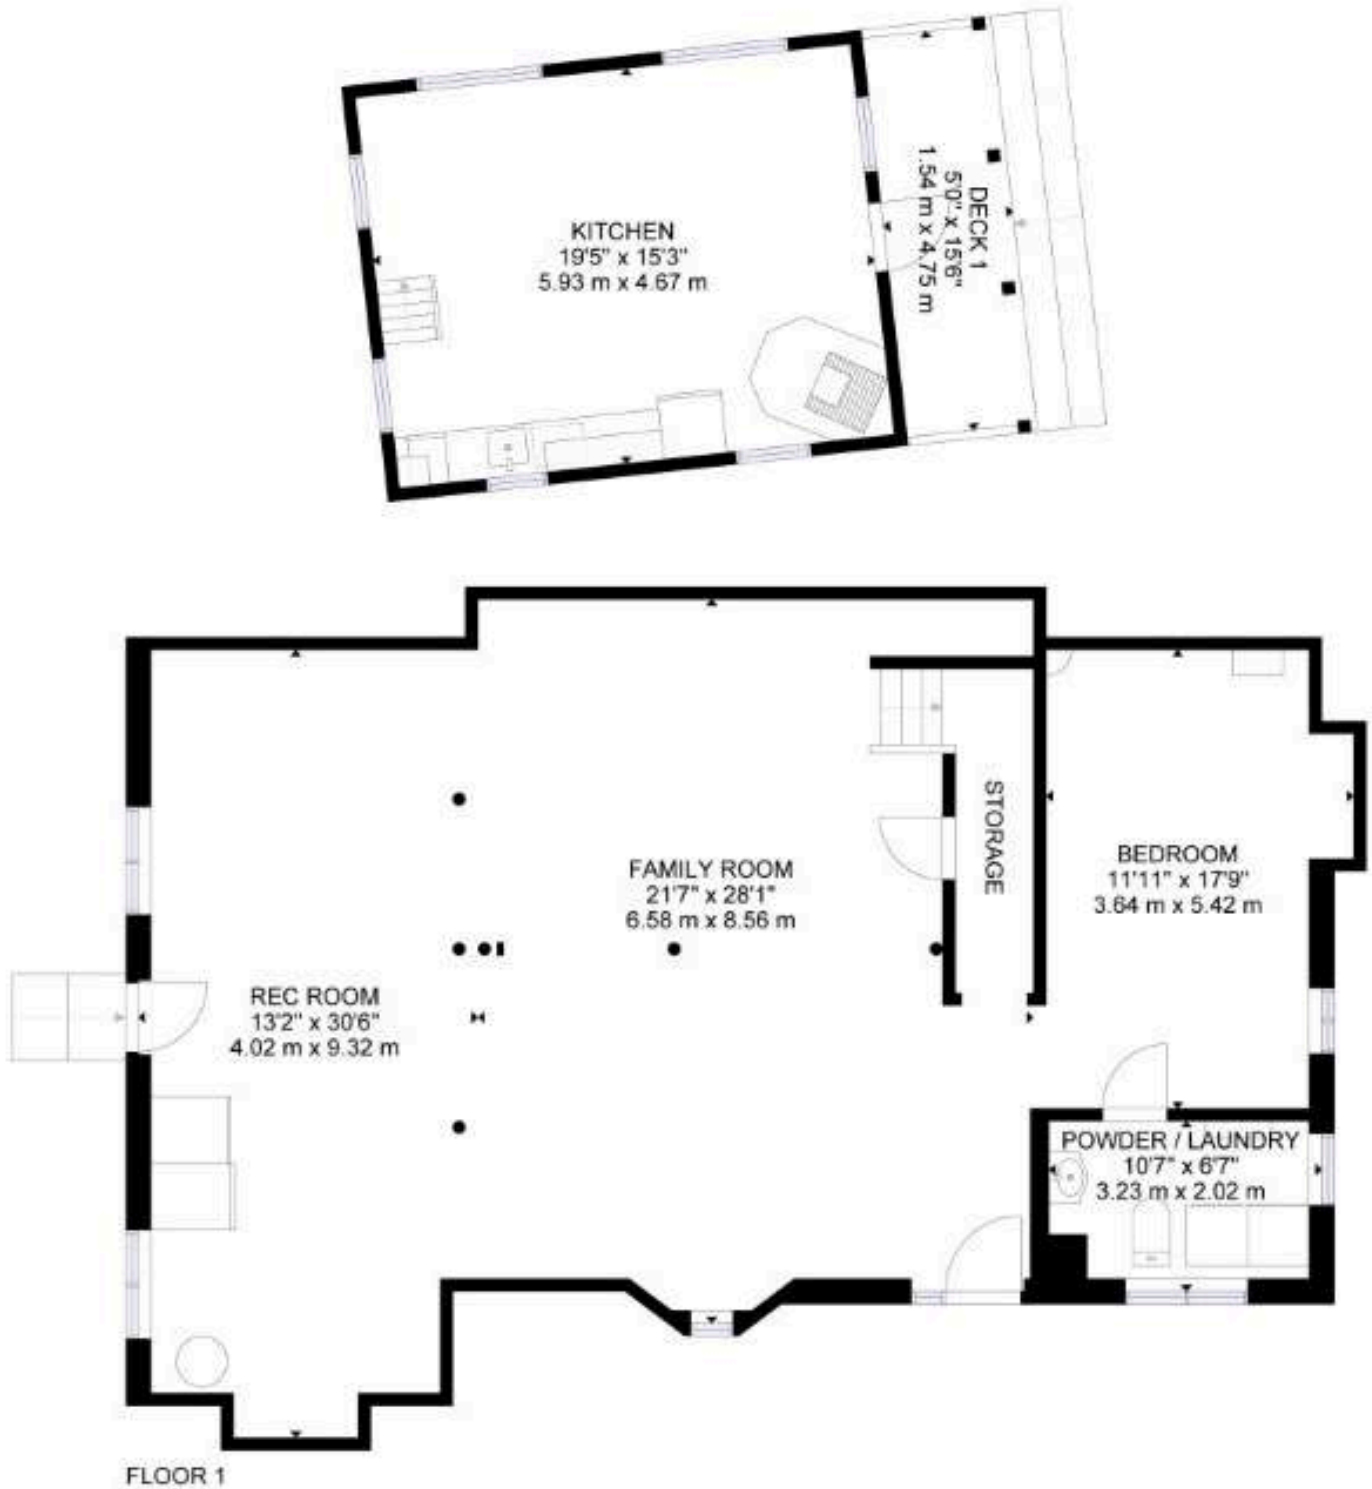 KITCHEN
19'5" x 15'3"
5.93 m x 4.67 m
DECK 1
5'0" x 15'6"
1.54 m x 4.75 m
STORAGE
FAMILY ROOM
21'7" x 28'1"
6.58 m x 8.56 m
BEDROOM
11'11" x 17'9"
3.64 m x 5.42 m
REC ROOM
13'2" x 30'6"
4.02 m x 9.32 m
POWDER / LAUNDRY
10'7" x 6'7"
3.23 m x 2.02 m
FLOOR 1